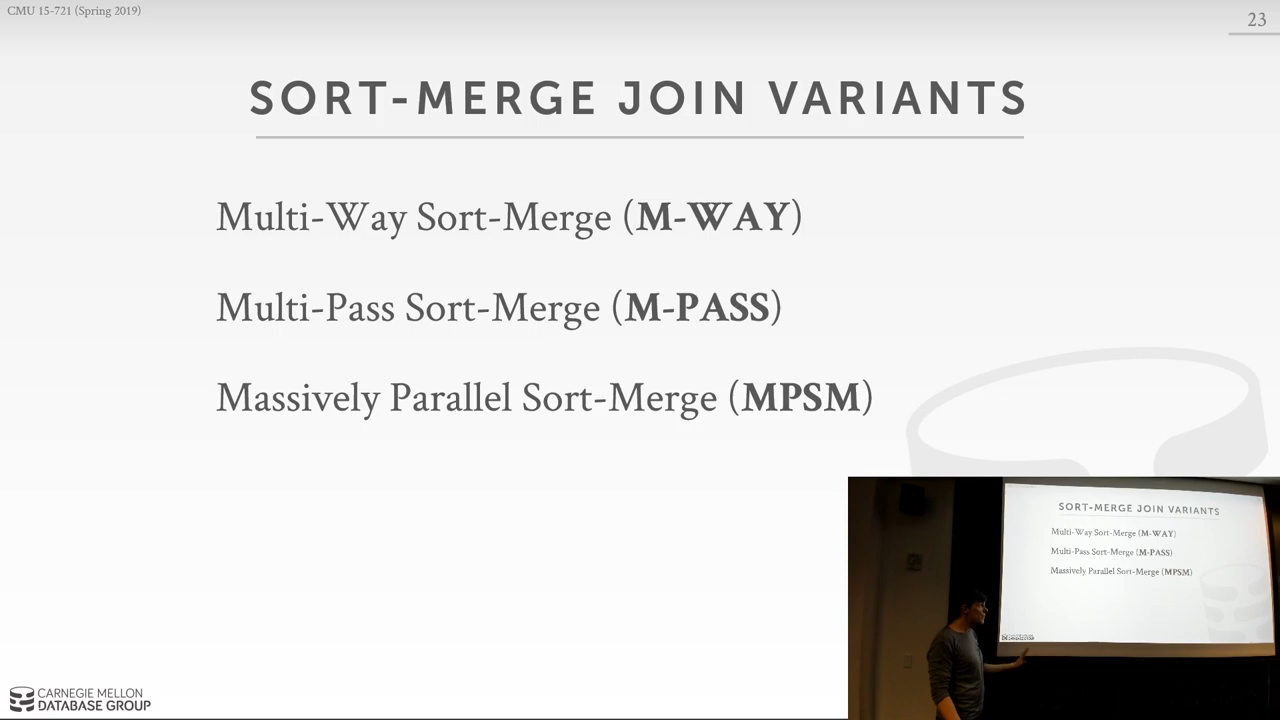 CMU 15-721 (Spring 2019)
23
SORT-MERGE JOIN VARIANTS
Multi-Way Sort-Merge (M-WAY)
Multi-Pass Sort-Merge (M-PASS)
Massively Parallel Sort-Merge (MPSM)
CARNEGIE MELLON
DATABASE GROUP
SORT-MERGE JOIN VARIANTS
Multi-Way Sort-Merge (M-WAY)
Multi-Pass Sort-Merge (M-PASS)
Massively Parallel Sort-Merge (MPSM)